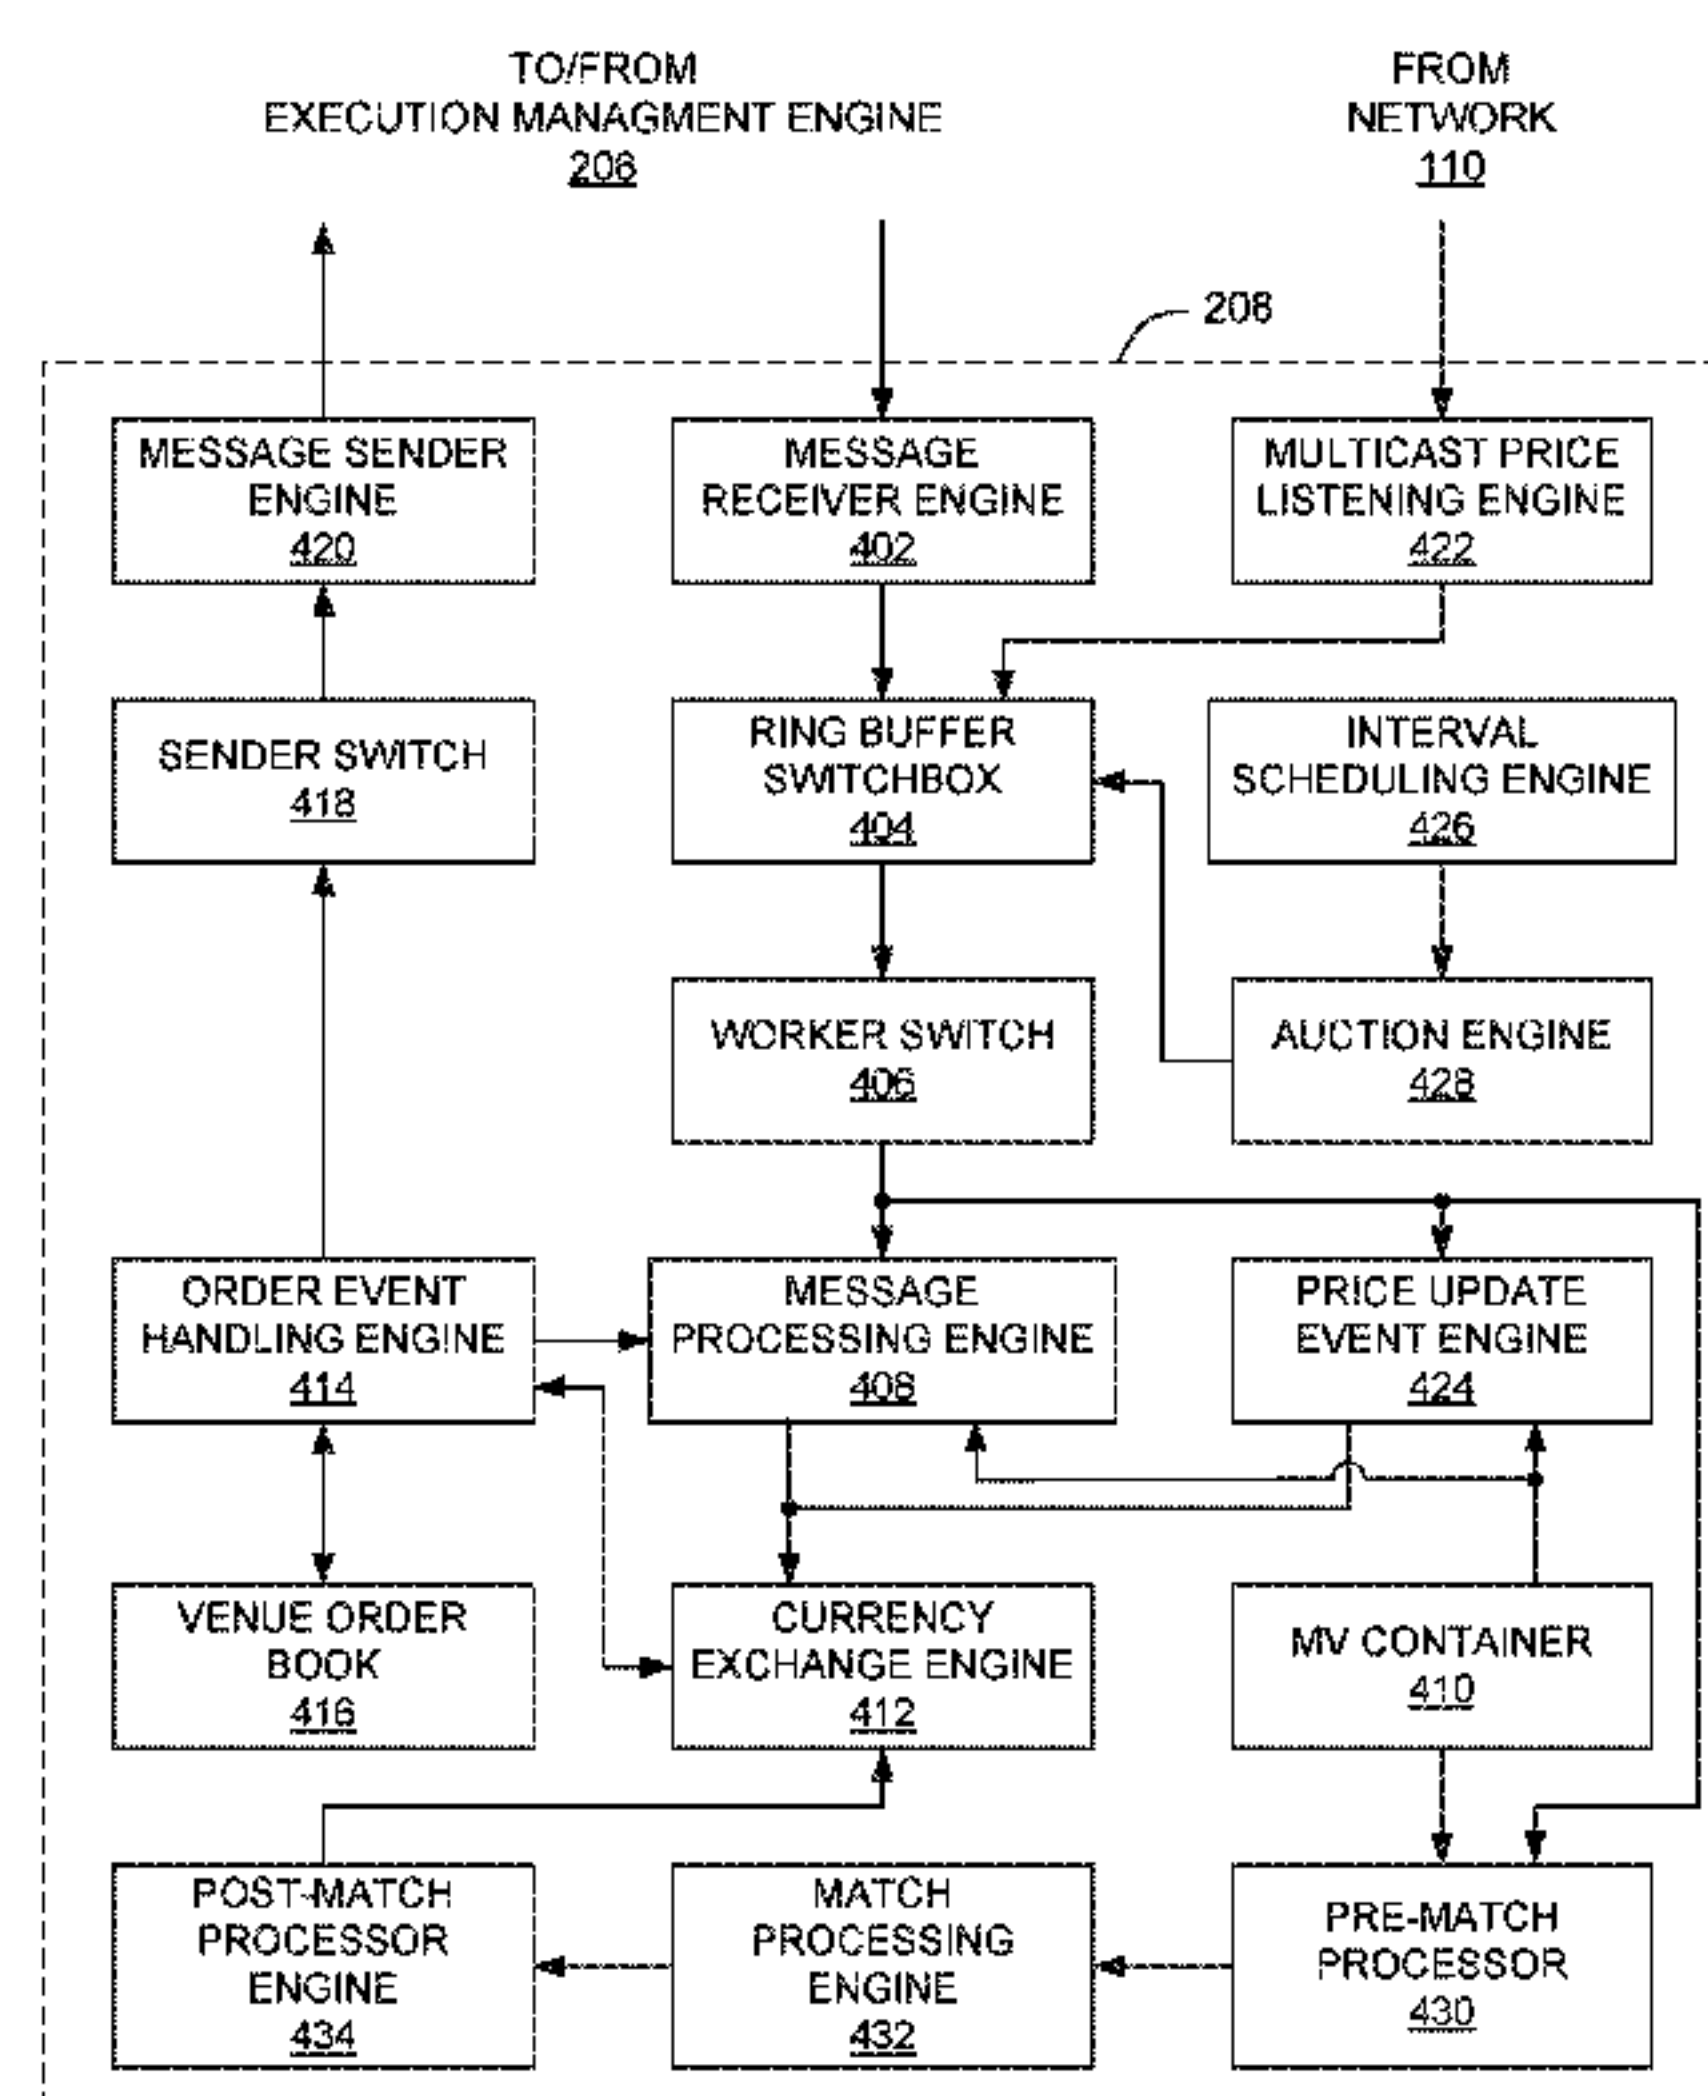 TO/FROM
EXECUTION MANAGMENT ENGINE
206
FROM
NETWORK
110
208
MESSAGE SENDER
ENGINE
420
MESSAGE
RECEIVER ENGINE
402
MULTICAST PRICE
LISTENING ENGINE
422
SENDER SWITCH
418
RING BUFFER
SWITCHBOX
404
INTERVAL
SCHEDULING ENGINE
426
WORKER SWITCH
406
AUCTION ENGINE
428
ORDER EVENT
HANDLING ENGINE
414
MESSAGE
PROCESSING ENGINE
408
PRICE UPDATE
EVENT ENGINE
424
VENUE ORDER
BOOK
416
CURRENCY
EXCHANGE ENGINE
412
MV CONTAINER
410
POST-MATCH
PROCESSOR
ENGINE
434
MATCH
PROCESSING
ENGINE
432
PRE-MATCH
PROCESSOR
430